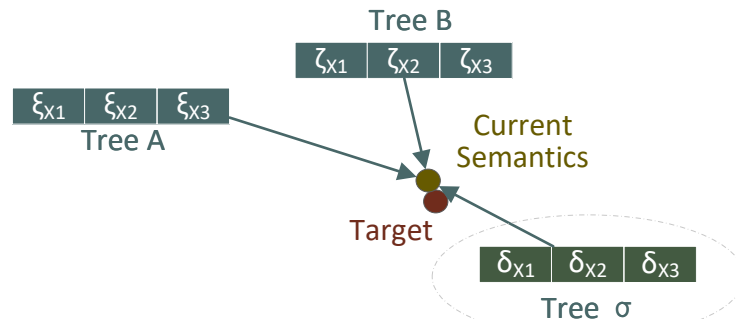 Tree B
ζX1 ζX2 ζX3
ξX1 ξX2 ξX3
Tree A
Current
Semantics
Target
δX1 δX2 δX3
Tree σ